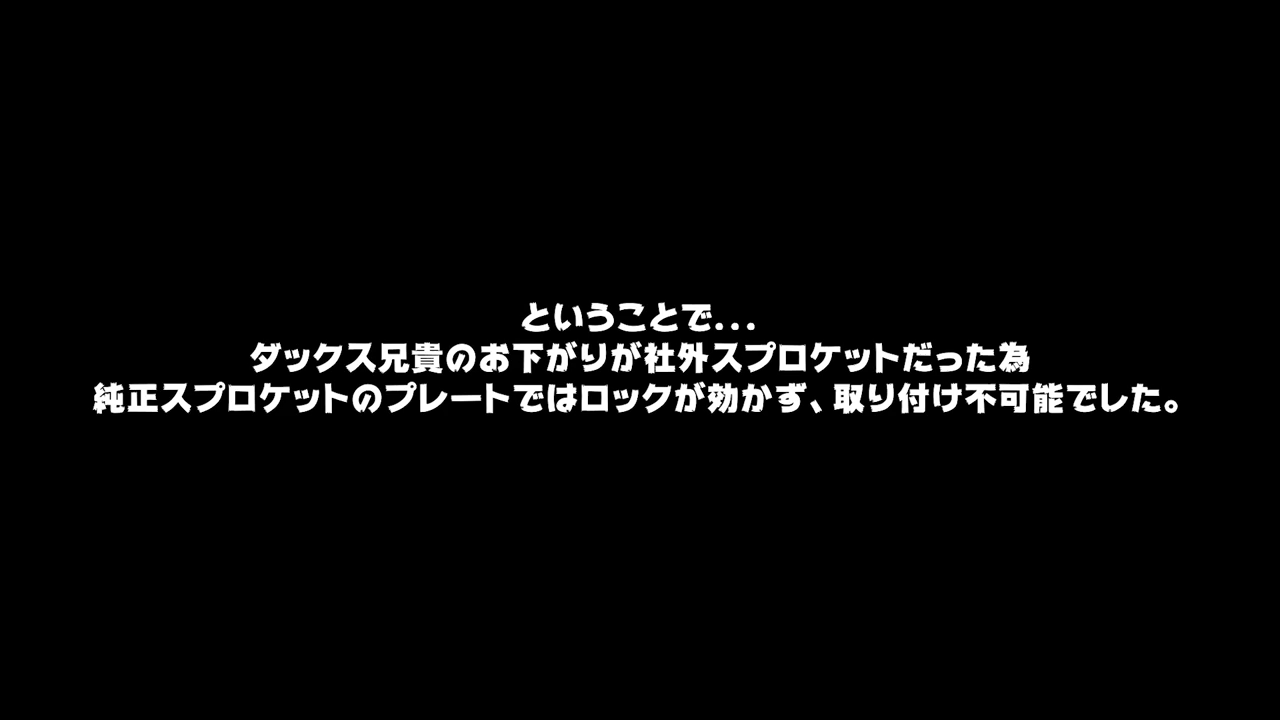 ということで...
ダックス兄貴のお下がりが社外スプロケットだった為
純正スプロケットのプレートではロックが効かず、取り付け不可能でした。